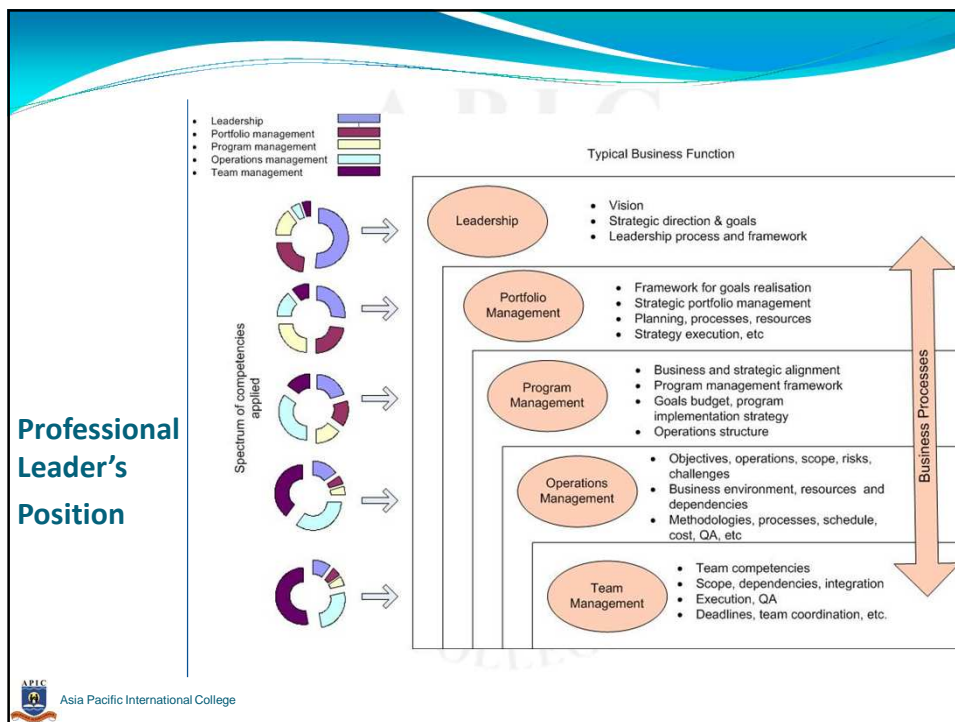 APIC
• Leadership
• Portfolio management
• Program management
• Operations management
• Team management
Typical Business Function
Leadership
• Vision
• Strategic direction & goals
• Leadership process and framework
Portfolio
Management
• Framework for goals realisation
• Strategic portfolio management
• Planning, processes, resources
• Strategy execution, etc
Program
Management
• Business and strategic alignment
• Program management framework
• Goals budget, program
implementation strategy
• Operations structure
Operations
Management
• Objectives, operations, scope, risks,
challenges
• Business environment, resources and
dependencies
• Methodologies, processes, schedule,
cost, QA, etc
Team
Management
• Team competencies
• Scope, dependencies, integration
• Execution, QA
• Deadlines, team coordination, etc.
Spectrum of competencies
applied
Business Processes
Professional
Leader's
Position
APIC
Asia Pacific International College